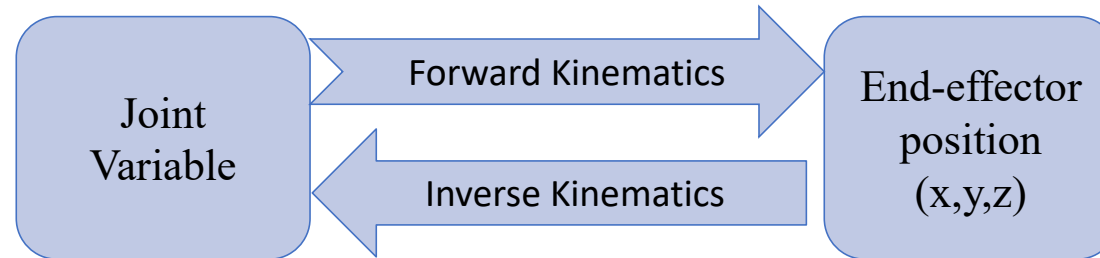 Joint
Variable
Forward Kinematics
Inverse Kinematics
End-effector
position
(x,y,z)